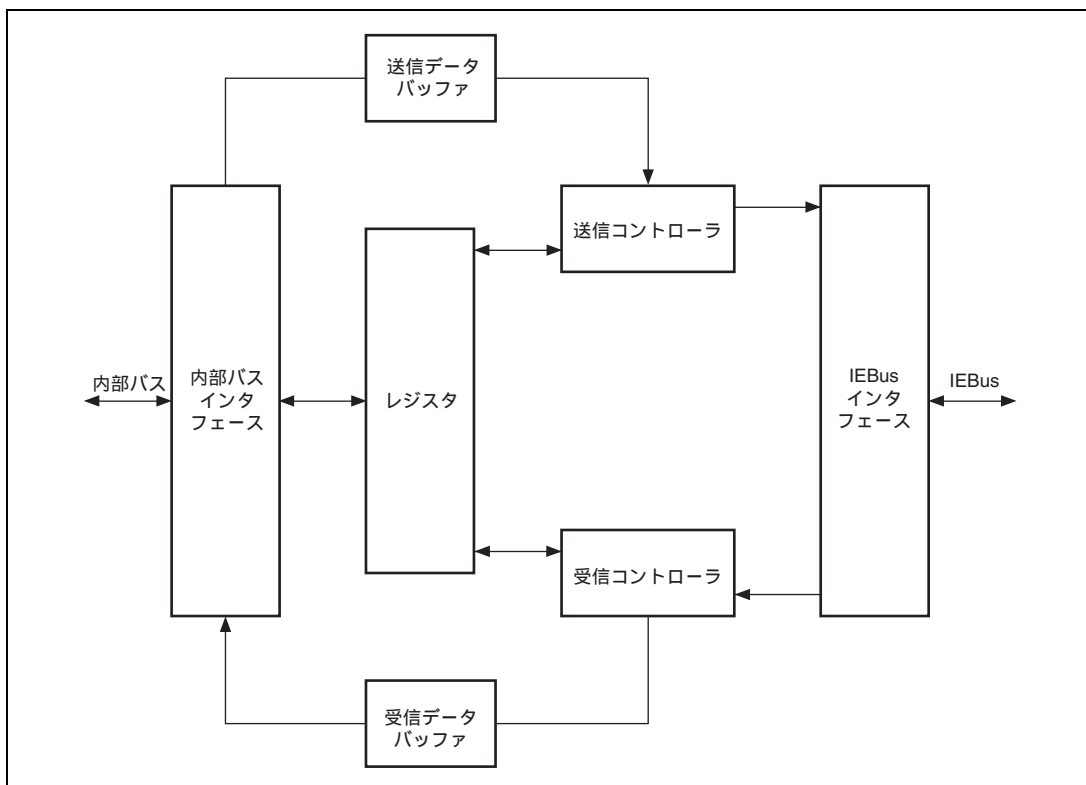 送信データ
バッファ
送信コントローラ
内部バス
内部バス
インタ
フェース
レジスタ
IEBus
インタ
フェース
IEBus
受信コントローラ
受信データ
バッファ